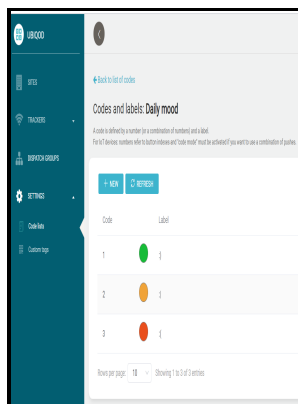 UBIQOD
SITES
TRACKERS
DISPATCH GROUPS
SETTINGS
Code lists
Custom tags
Back to list of codes
Codes and labels: Daily mood
A code is defined by a number (or a combination of numbers) and a label.
For IoT devices: numbers refer to button indexes and "code mode" must be activated if you want to use a combination of pushes.
+ NEW
REFRESH
Code Label
1 :)
2 :|
3 :(
Rows per page: 10 Showing 1 to 3 of 3 entries